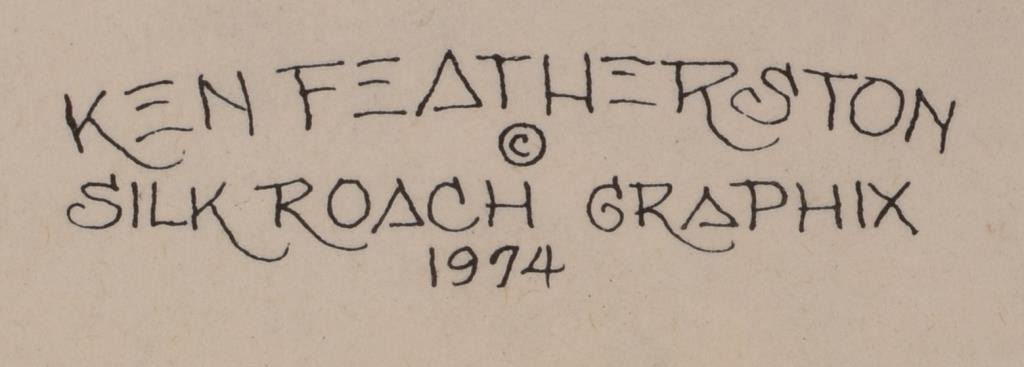 KEN FEATHERSTON
©
SILK ROACH GRAPHIX
1974